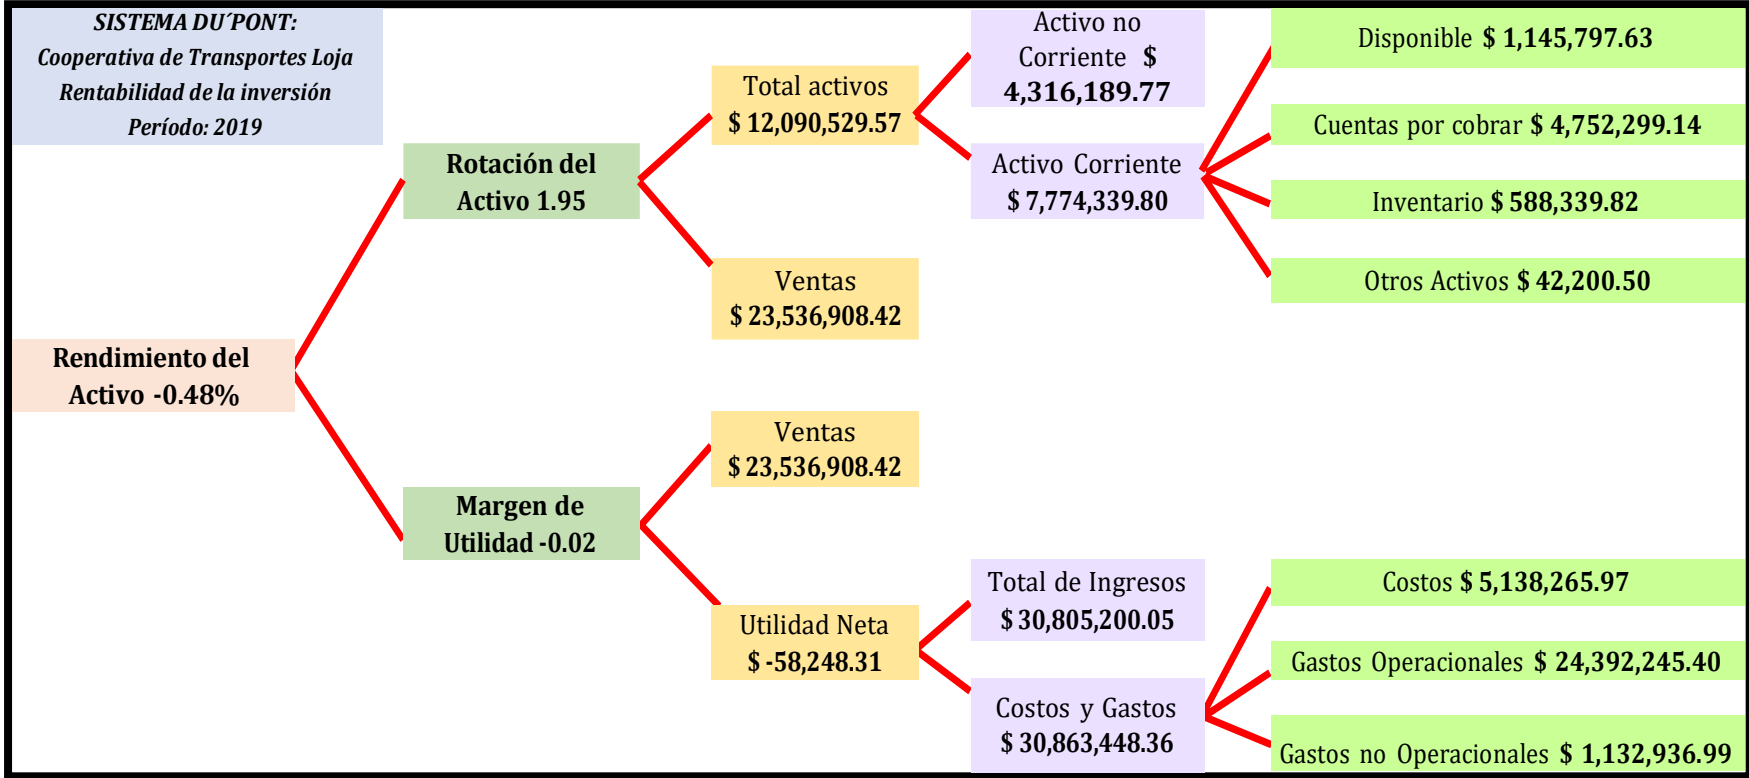 SISTEMA DU´PONT:
Cooperativa de Transportes Loja
Rentabilidad de la inversión
Período: 2019
Rendimiento del
Activo -0.48%
Rotación del
Activo 1.95
Margen de
Utilidad -0.02
Total activos
$ 12,090,529.57
Ventas
$ 23,536,908.42
Ventas
$ 23,536,908.42
Utilidad Neta
$ -58,248.31
Activo no
Corriente $
4,316,189.77
Activo Corriente
$ 7,774,339.80
Total de Ingresos
$ 30,805,200.05
Costos y Gastos
$ 30,863,448.36
Disponible $ 1,145,797.63
Cuentas por cobrar $ 4,752,299.14
Inventario $ 588,339.82
Otros Activos $ 42,200.50
Costos $ 5,138,265.97
Gastos Operacionales $ 24,392,245.40
Gastos no Operacionales $ 1,132,936.99